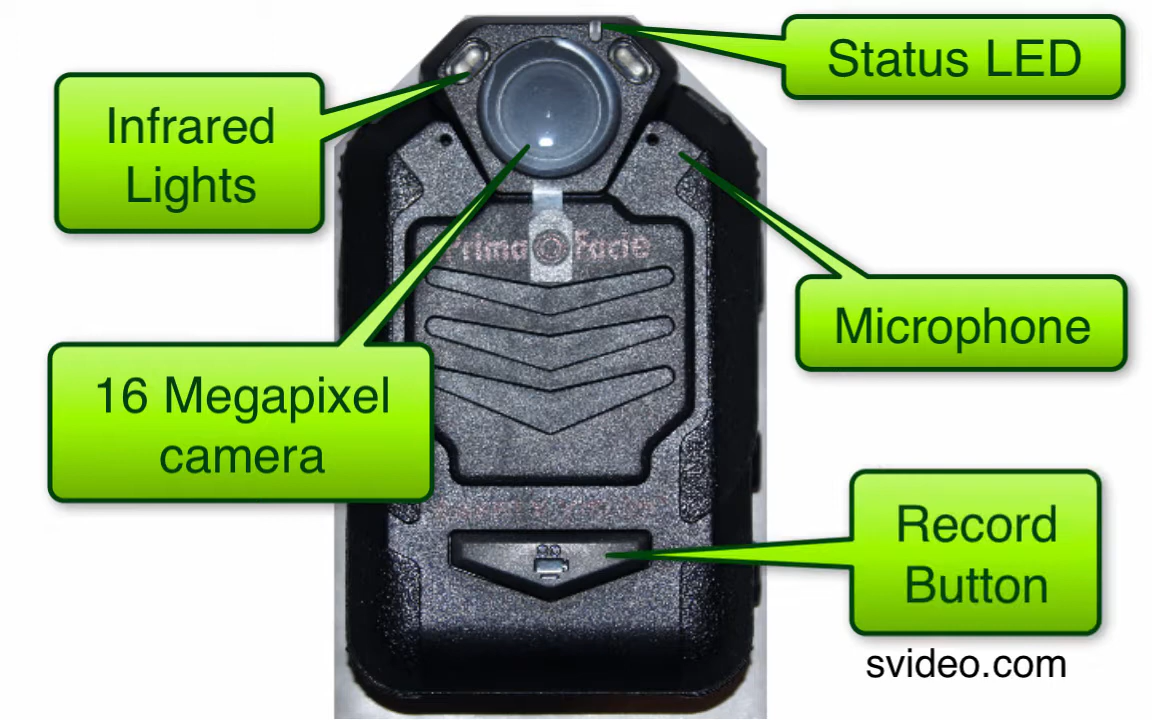 Status LED
Infrared
Lights
Prima Facie
Microphone
16 Megapixel
camera
Record
Button
svideo.com